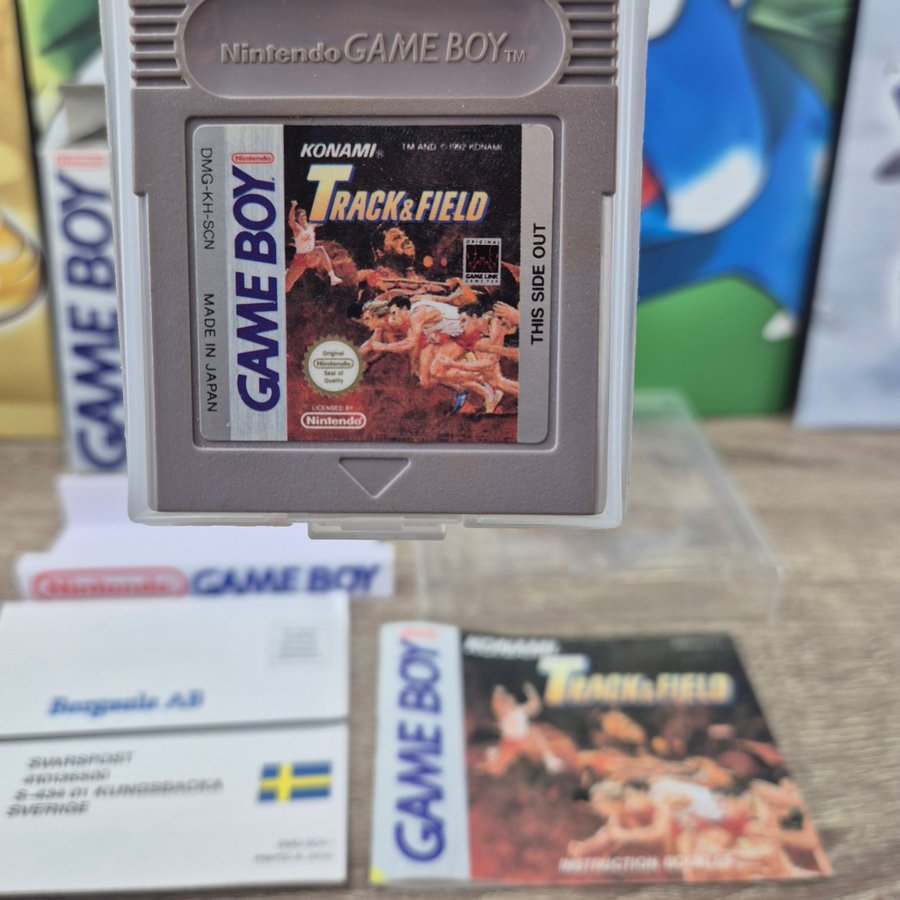 Nintendo GAME BOY™
DMG-KH-SCN
MADE IN JAPAN
Nintendo
GAME BOY
KONAMI®
TM AND © 1992 KONAMI
TRACK & FIELD
ORIGINAL
GAME LINK
GAME PAK
THIS SIDE OUT
Original
Nintendo
Seal of
Quality
LICENSED BY
Nintendo
GAME BOY
Nintendo GAME BOY
Bergsala AB
SVARSPOST
S-434 01 KUNGSBACKA
SVERIGE
GAME BOY
KONAMI
TRACK & FIELD
INSTRUCTION BOOKLET